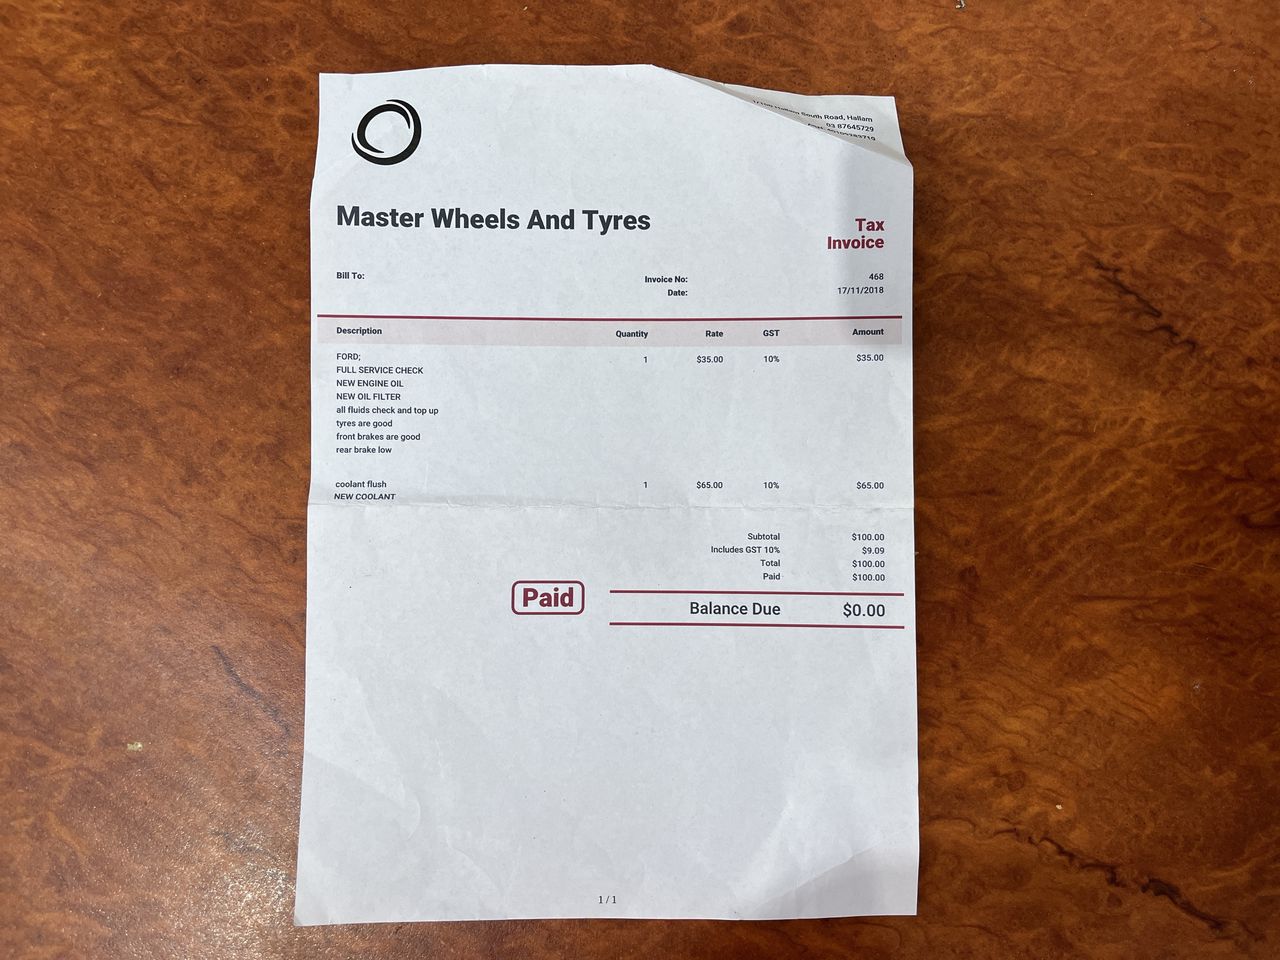 South Road, Hallam
03 87645729
Master Wheels And Tyres
Tax
Invoice
Bill To:
Invoice No: 468
Date: 17/11/2018
Description Quantity Rate GST Amount
FORD; 1 $35.00 10% $35.00
FULL SERVICE CHECK
NEW ENGINE OIL
NEW OIL FILTER
all fluids check and top up
tyres are good
front brakes are good
rear brake low
coolant flush 1 $65.00 10% $65.00
NEW COOLANT
Subtotal $100.00
Includes GST 10% $9.09
Total $100.00
Paid $100.00
Paid
Balance Due $0.00
1 / 1